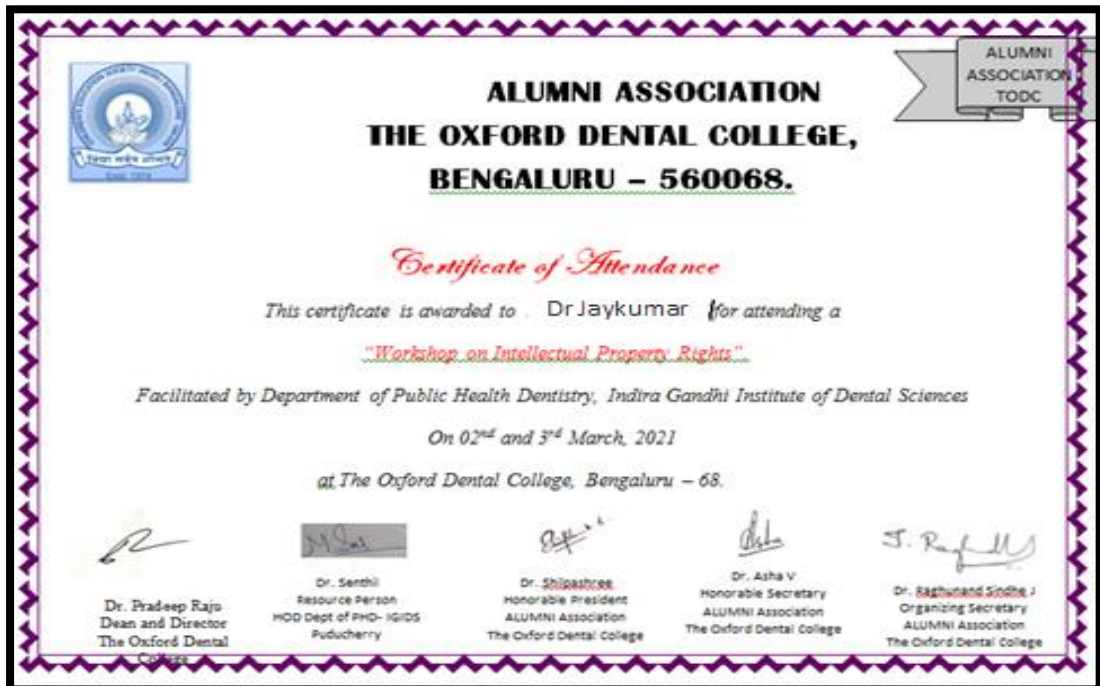 ALUMNI
ASSOCIATION
TODC
ALUMNI ASSOCIATION
THE OXFORD DENTAL COLLEGE,
BENGALURU – 560068.
Certificate of Attendance
This certificate is awarded to . Dr Jaykumar for attending a
"Workshop on Intellectual Property Rights".
Facilitated by Department of Public Health Dentistry, Indira Gandhi Institute of Dental Sciences
On 02nd and 3rd March, 2021
at The Oxford Dental College, Bengaluru – 68.
Dr. Pradeep Raju
Dean and Director
The Oxford Dental
College
Dr. Senthil
Resource Person
HOD Dept of PHD- IGIDS
Puducherry
Dr. Shilpashree
Honorable President
ALUMNI Association
The Oxford Dental College
Asha
Dr. Asha V
Honorable Secretary
ALUMNI Association
The Oxford Dental College
Dr. Raghunand Sindhe J
Organizing Secretary
ALUMNI Association
The Oxford Dental College